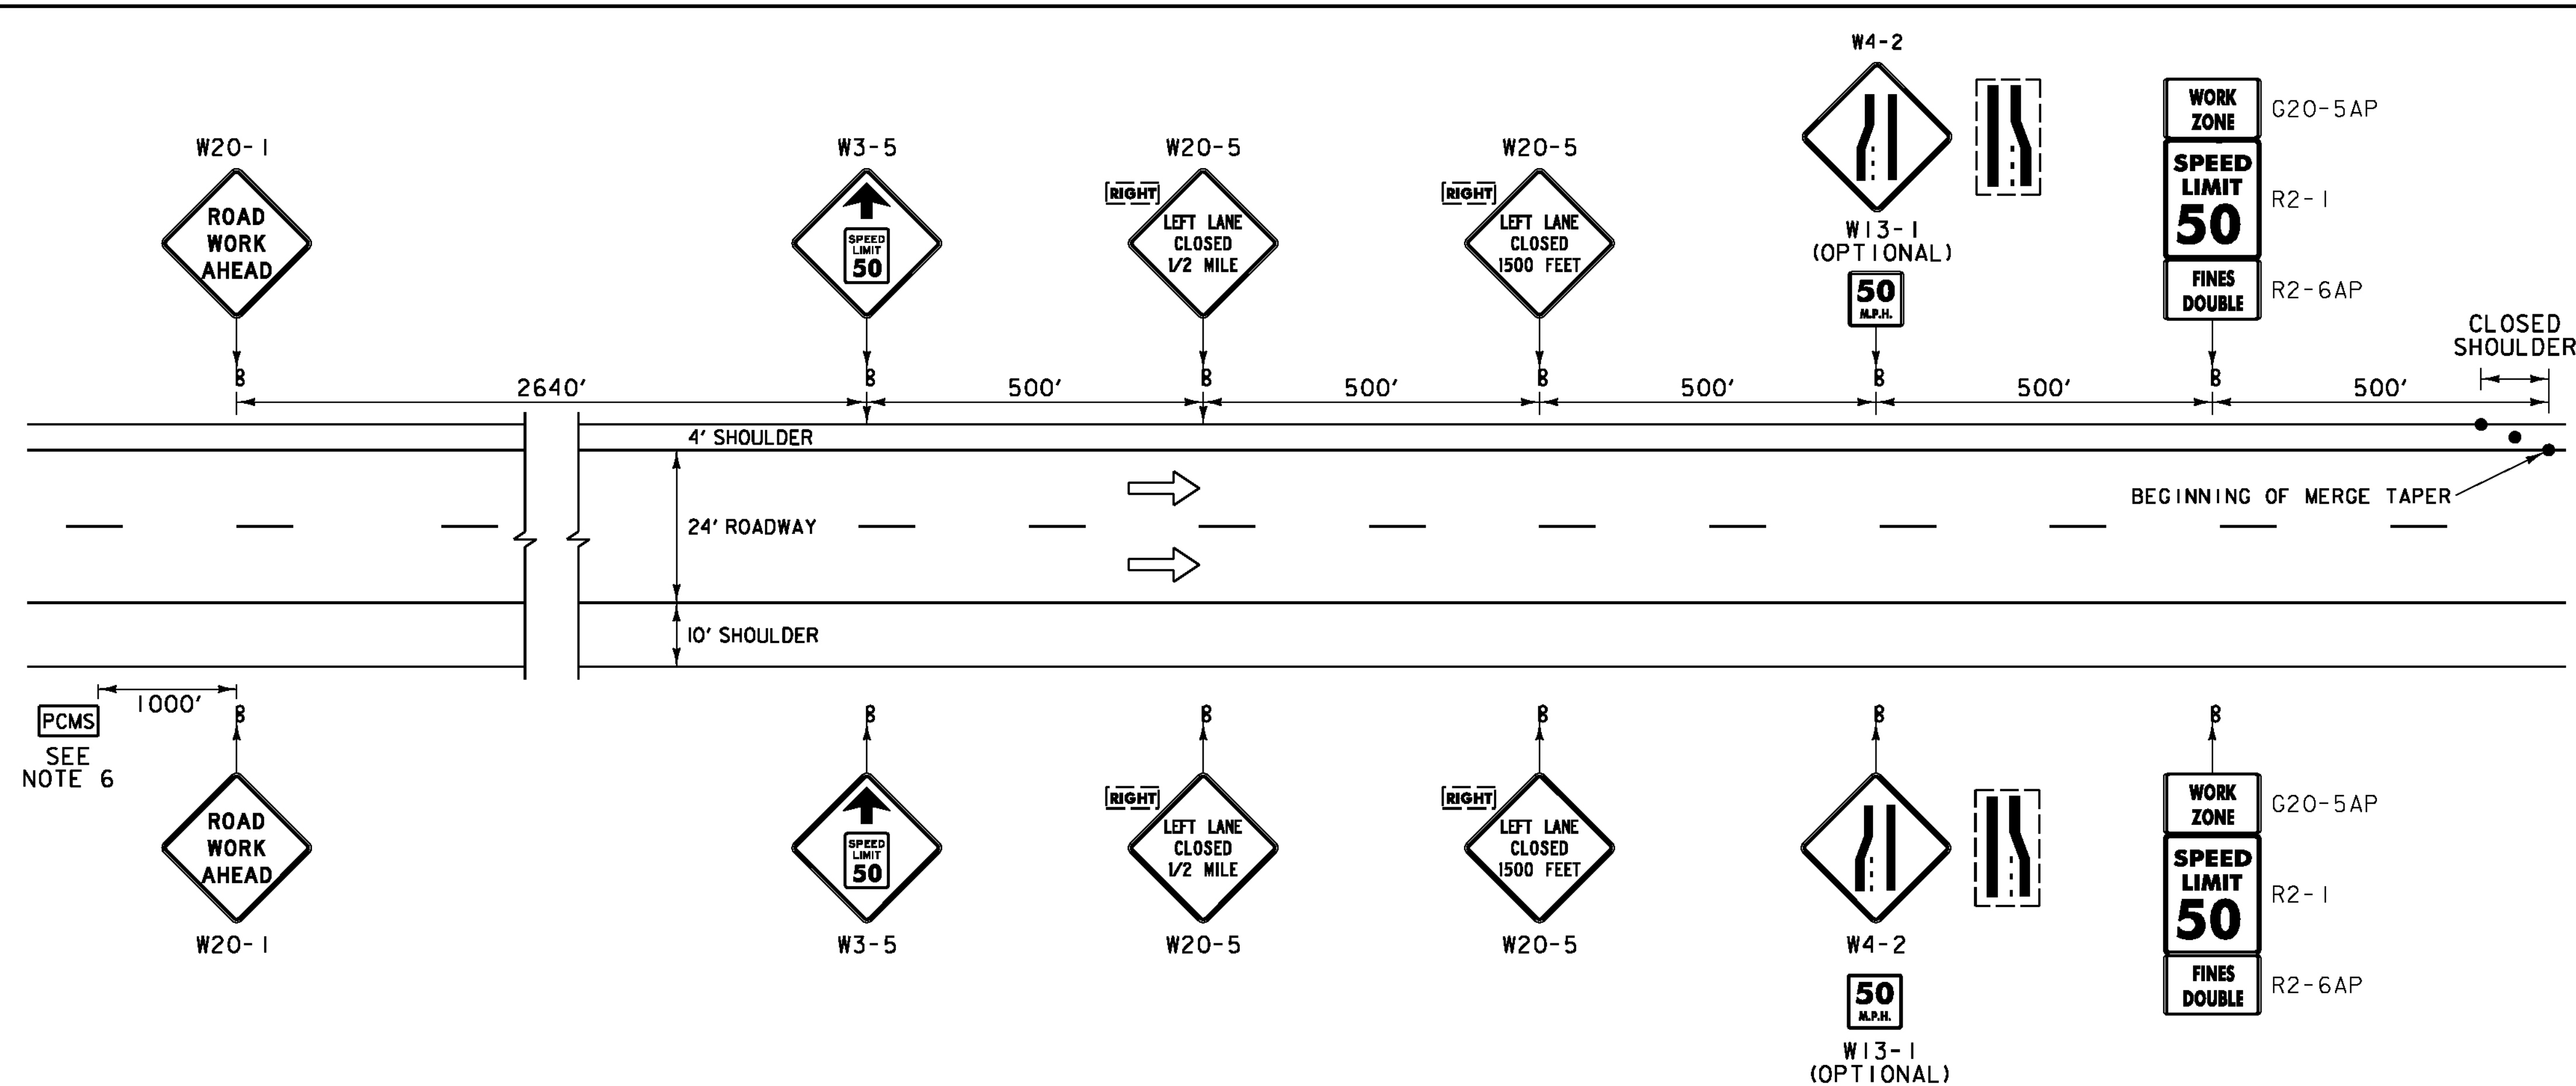 W4-2
W20-1
W3-5
W20-5
W20-5
ROAD
WORK
AHEAD
SPEED
LIMIT
50
RIGHT
LEFT LANE
CLOSED
1/2 MILE
RIGHT
LEFT LANE
CLOSED
1500 FEET
W13-1
(OPTIONAL)
50
M.P.H.
WORK
ZONE
G20-5AP
SPEED
LIMIT
50
R2-1
FINES
DOUBLE
R2-6AP
CLOSED
SHOULDER
2640'
500'
500'
500'
500'
500'
4' SHOULDER
BEGINNING OF MERGE TAPER
24' ROADWAY
10' SHOULDER
1000'
PCMS
SEE
NOTE 6
ROAD
WORK
AHEAD
W20-1
SPEED
LIMIT
50
W3-5
RIGHT
LEFT LANE
CLOSED
1/2 MILE
W20-5
RIGHT
LEFT LANE
CLOSED
1500 FEET
W20-5
W4-2
50
M.P.H.
W13-1
(OPTIONAL)
WORK
ZONE
G20-5AP
SPEED
LIMIT
50
R2-1
FINES
DOUBLE
R2-6AP